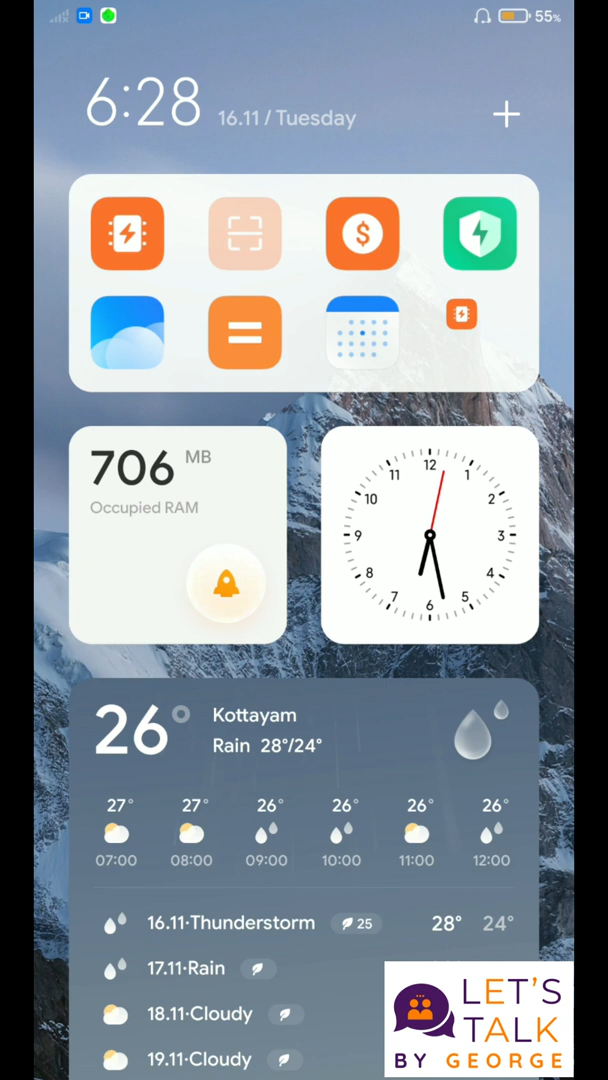 55%
6:28 16.11 / Tuesday
$
706 MB
Occupied RAM
12
1
2
3
4
5
6
7
8
9
10
11
26° Kottayam
Rain 28°/24°
27° 27° 26° 26° 26° 26°
07:00 08:00 09:00 10:00 11:00 12:00
16.11·Thunderstorm 25 28° 24°
17.11·Rain
18.11·Cloudy
19.11·Cloudy
LET'S
TALK
BY GEORGE